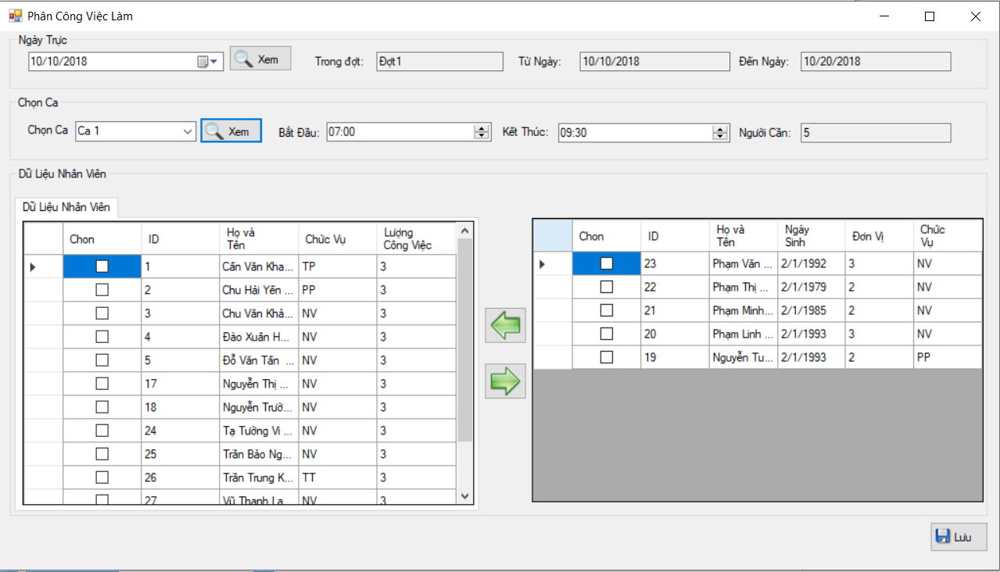 Phân Công Việc Làm
Ngày Trực
10/10/2018 Xem Trong đợt: Đợt1 Từ Ngày: 10/10/2018 Đến Ngày: 10/20/2018
Chọn Ca
Chọn Ca Ca 1 Xem Bắt Đầu: 07:00 Kết Thúc: 09:30 Người Cần: 5
Dữ Liệu Nhân Viên
Dữ Liệu Nhân Viên
Chon ID Họ và Tên Chức Vụ Lượng Công Việc
1 Cấn Văn Kha... TP 3
2 Chu Hải Yến ... PP 3
3 Chu Văn Khả... NV 3
4 Đào Xuân H... NV 3
5 Đỗ Văn Tấn ... NV 3
17 Nguyễn Thị ... NV 3
18 Nguyễn Trườ... NV 3
24 Tạ Tường Vi ... NV 3
25 Trần Bảo Ng... NV 3
26 Trần Trung K... TT 3
27 Vũ Thanh La... NV 3
Chon ID Họ và Tên Ngày Sinh Đơn Vị Chức Vụ
23 Phạm Văn ... 2/1/1992 3 NV
22 Phạm Thị ... 2/1/1979 2 NV
21 Phạm Minh... 2/1/1985 2 NV
20 Phạm Linh ... 2/1/1993 3 NV
19 Nguyễn Tu... 2/1/1993 2 PP
Lưu